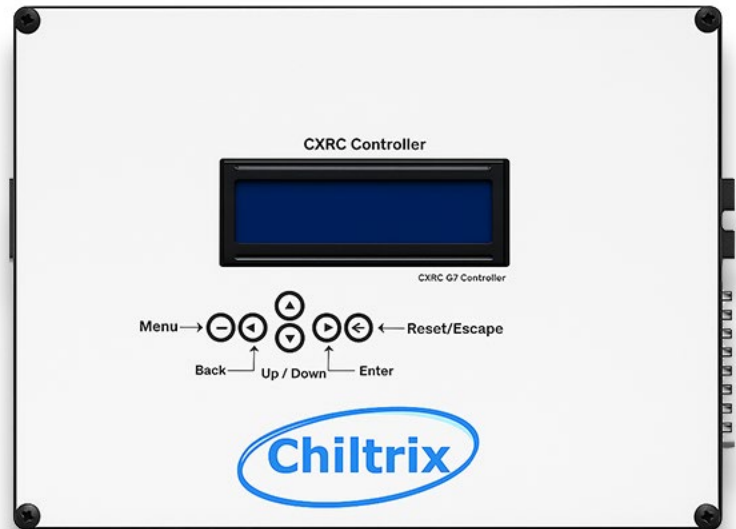 CXRC Controller
CXRC G7 Controller
Menu
Reset/Escape
Back
Up / Down
Enter
Chiltrix